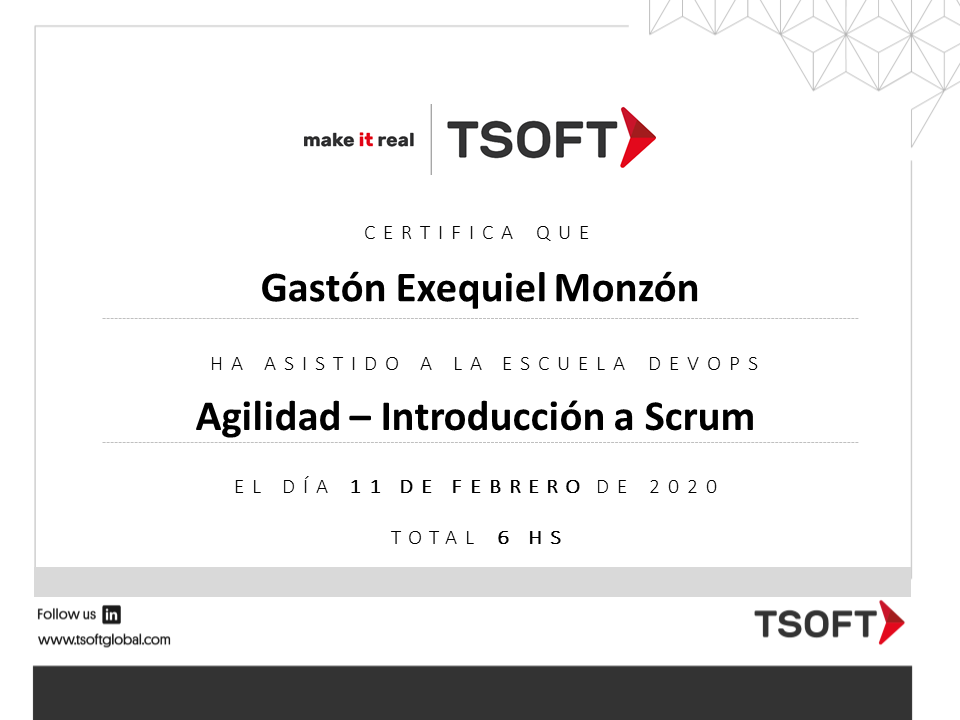 make it real TSOFT
CERTIFICA QUE
Gastón Exequiel Monzón
HA ASISTIDO A LA ESCUELA DEVOPS
Agilidad – Introducción a Scrum
EL DÍA 11 DE FEBRERO DE 2020
TOTAL 6 HS
Follow us in
www.tsoftglobal.com
TSOFT